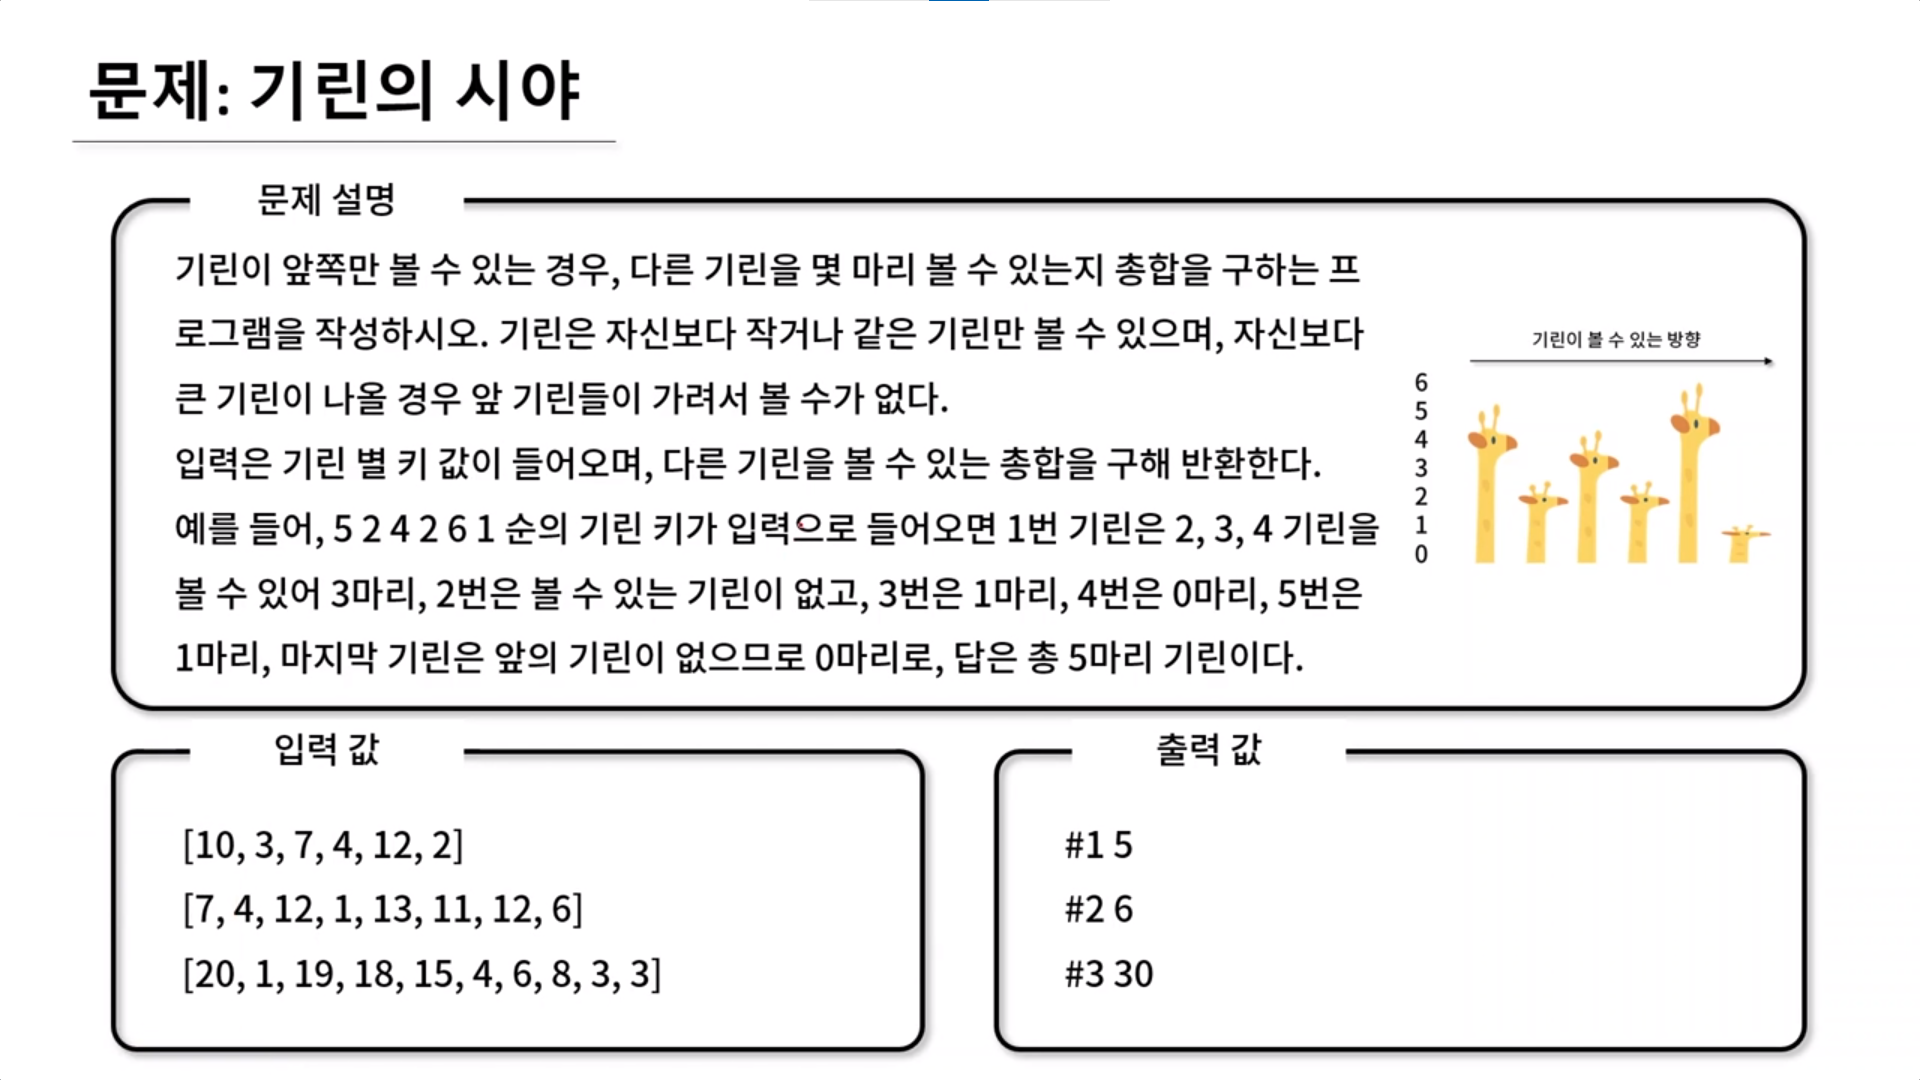 문제: 기린의 시야
문제 설명
기린이 앞쪽만 볼 수 있는 경우, 다른 기린을 몇 마리 볼 수 있는지 총합을 구하는 프
로그램을 작성하시오. 기린은 자신보다 작거나 같은 기린만 볼 수 있으며, 자신보다
큰 기린이 나올 경우 앞 기린들이 가려서 볼 수가 없다.
입력은 기린 별 키 값이 들어오며, 다른 기린을 볼 수 있는 총합을 구해 반환한다.
예를 들어, 5 2 4 2 6 1 순의 기린 키가 입력으로 들어오면 1번 기린은 2, 3, 4 기린을
볼 수 있어 3마리, 2번은 볼 수 있는 기린이 없고, 3번은 1마리, 4번은 0마리, 5번은
1마리, 마지막 기린은 앞의 기린이 없으므로 0마리로, 답은 총 5마리 기린이다.
기린이 볼 수 있는 방향
6
5
4
3
2
1
0
입력 값
[10, 3, 7, 4, 12, 2]
[7, 4, 12, 1, 13, 11, 12, 6]
[20, 1, 19, 18, 15, 4, 6, 8, 3, 3]
출력 값
#1 5
#2 6
#3 30